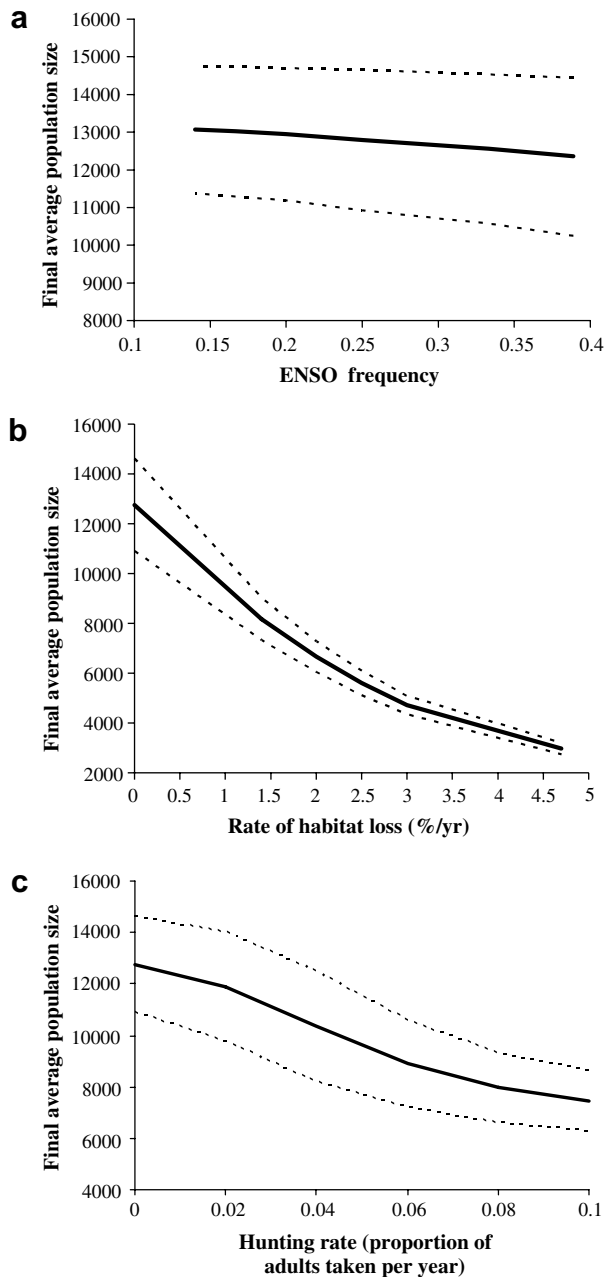 a
Final average population size
16000
15000
14000
13000
12000
11000
10000
9000
8000
0.1 0.15 0.2 0.25 0.3 0.35 0.4
ENSO frequency
b
Final average population size
16000
14000
12000
10000
8000
6000
4000
2000
0 0.5 1 1.5 2 2.5 3 3.5 4 4.5 5
Rate of habitat loss (%/yr)
c
Final average population size
16000
14000
12000
10000
8000
6000
4000
0 0.02 0.04 0.06 0.08 0.1
Hunting rate (proportion of
adults taken per year)